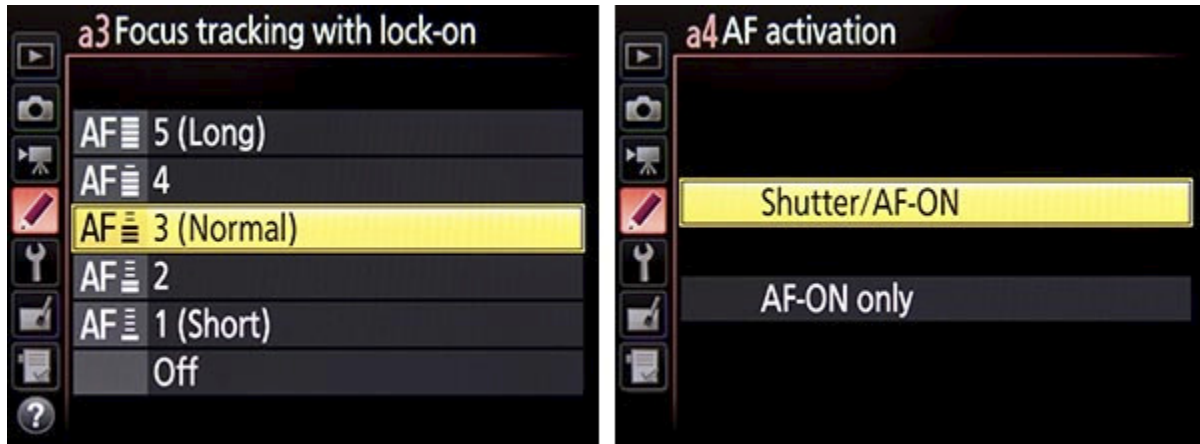 a3 Focus tracking with lock-on
AF 5 (Long)
AF 4
AF 3 (Normal)
AF 2
AF 1 (Short)
Off
?
a4 AF activation
Shutter/AF-ON
AF-ON only